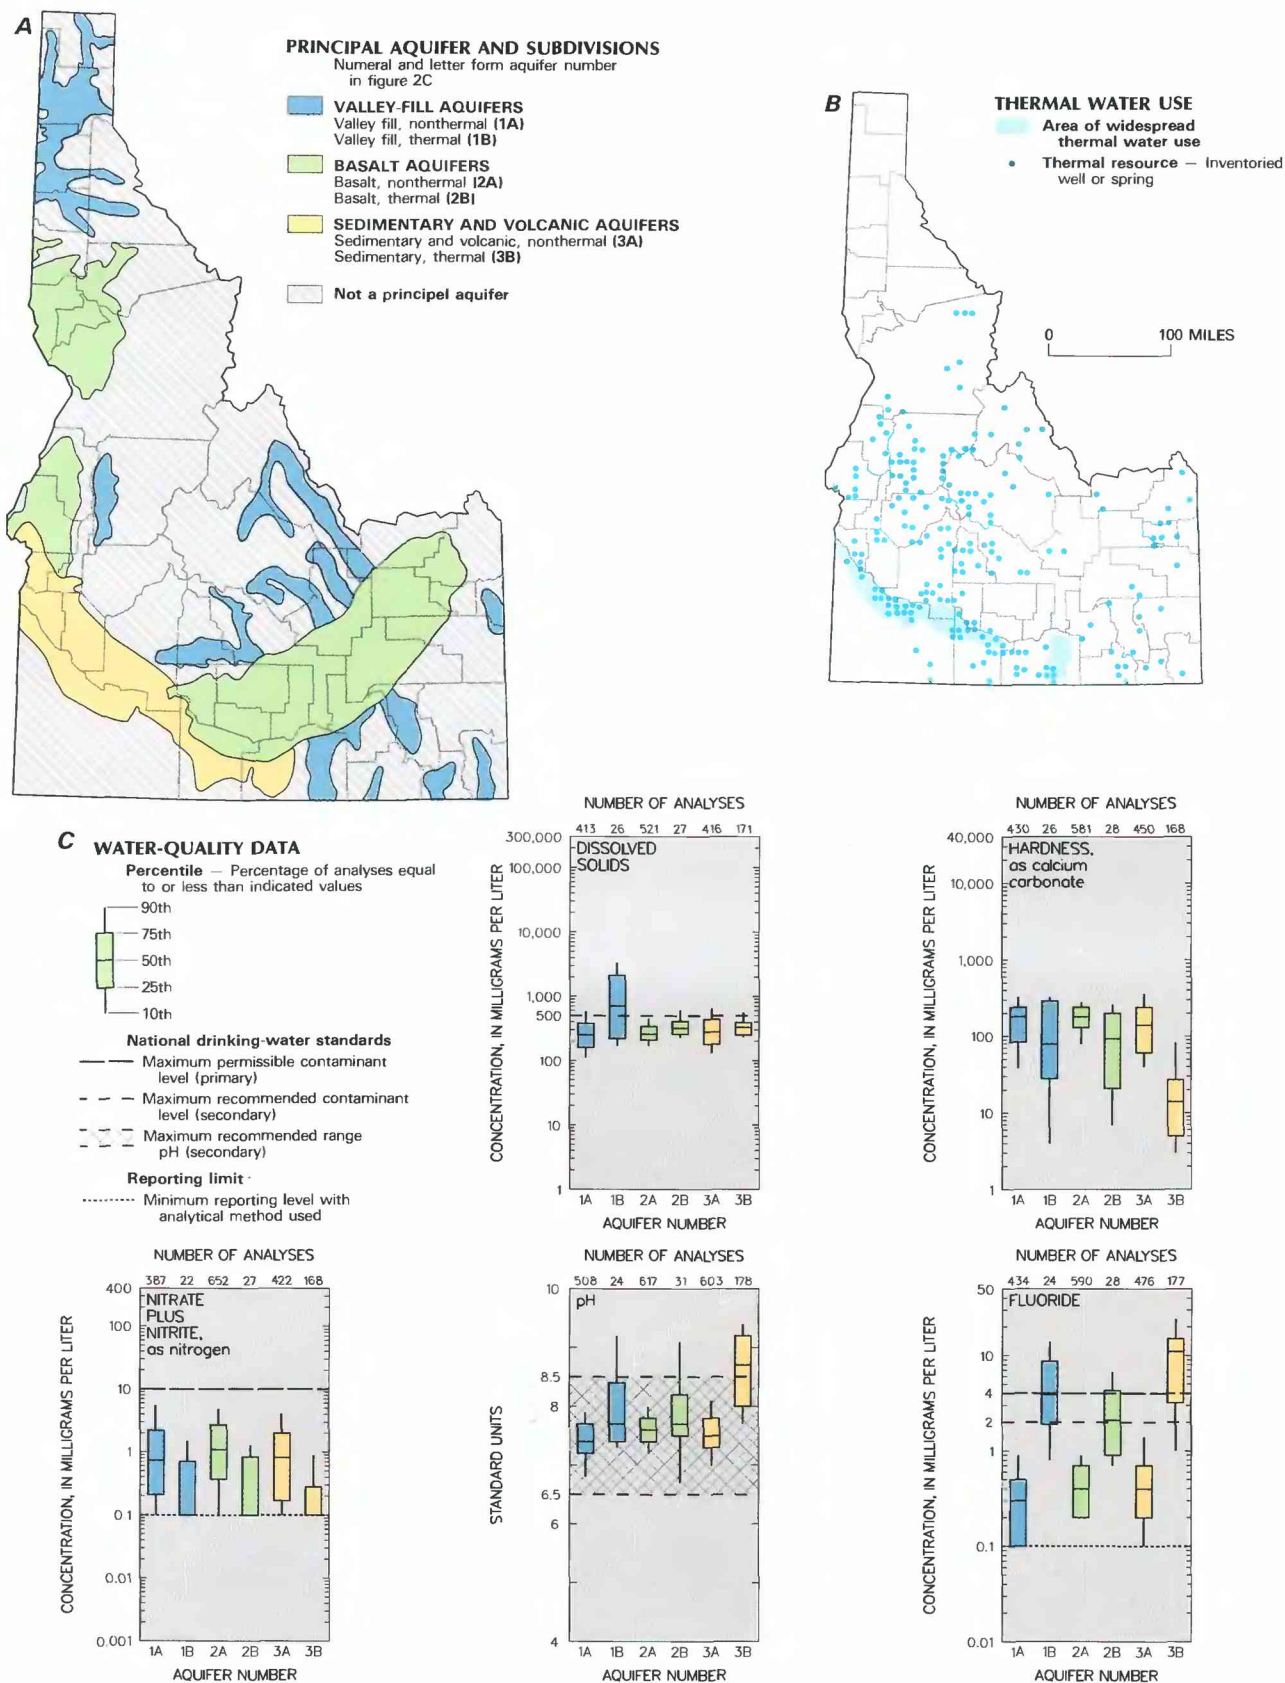 A
PRINCIPAL AQUIFER AND SUBDIVISIONS
Numeral and letter form aquifer number
in figure 2C
VALLEY-FILL AQUIFERS
Valley fill, nonthermal (1A)
Valley fill, thermal (1B)
BASALT AQUIFERS
Basalt, nonthermal (2A)
Basalt, thermal (2B)
SEDIMENTARY AND VOLCANIC AQUIFERS
Sedimentary and volcanic, nonthermal (3A)
Sedimentary, thermal (3B)
Not a principel aquifer
B
THERMAL WATER USE
Area of widespread
thermal water use
Thermal resource — Inventoried
well or spring
0 100 MILES
C WATER-QUALITY DATA
Percentile — Percentage of analyses equal
to or less than indicated values
90th
75th
50th
25th
10th
National drinking-water standards
Maximum permissible contaminant
level (primary)
Maximum recommended contaminant
level (secondary)
Maximum recommended range
pH (secondary)
Reporting limit
Minimum reporting level with
analytical method used
NUMBER OF ANALYSES
413 26 521 27 416 171
DISSOLVED
SOLIDS
300,000
100,000
10,000
1,000
500
100
10
1
CONCENTRATION, IN MILLIGRAMS PER LITER
1A 1B 2A 2B 3A 3B
AQUIFER NUMBER
NUMBER OF ANALYSES
430 26 581 28 450 168
HARDNESS,
as calcium
carbonate
40,000
10,000
1,000
100
10
1
CONCENTRATION, IN MILLIGRAMS PER LITER
1A 1B 2A 2B 3A 3B
AQUIFER NUMBER
NUMBER OF ANALYSES
387 22 652 27 422 168
NITRATE
PLUS
NITRITE,
as nitrogen
400
100
10
1
0.1
0.01
0.001
CONCENTRATION, IN MILLIGRAMS PER LITER
1A 1B 2A 2B 3A 3B
AQUIFER NUMBER
NUMBER OF ANALYSES
508 24 617 31 603 178
pH
10
8.5
8
6.5
6
4
STANDARD UNITS
1A 1B 2A 2B 3A 3B
AQUIFER NUMBER
NUMBER OF ANALYSES
434 24 590 28 476 177
FLUORIDE
50
10
4
2
1
0.1
0.01
CONCENTRATION, IN MILLIGRAMS PER LITER
1A 1B 2A 2B 3A 3B
AQUIFER NUMBER